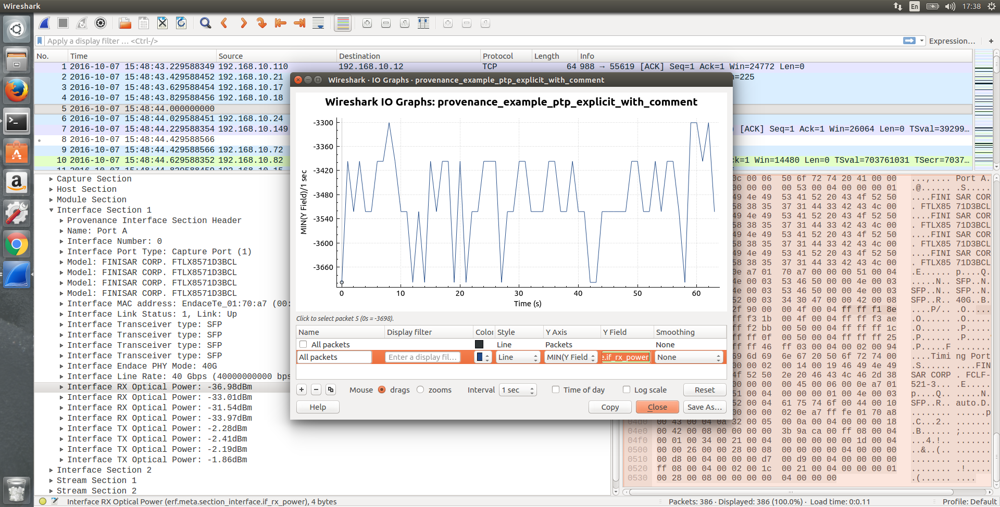 Wireshark
En
17:38
Apply a display filter … <Ctrl-/>
Expression…
+
No. Time Source Destination Protocol Length Info
1 2016-10-07 15:48:43.229588349 192.168.10.110 192.168.10.12 TCP 64 988 → 55619 [ACK] Seq=1 Ack=1 Win=24772 Len=0
2 2016-10-07 15:48:43.429588452 192.168.10.21 =225
3 2016-10-07 15:48:43.629588454 192.168.10.17
4 2016-10-07 15:48:43.829588456 192.168.10.18
5 2016-10-07 15:48:44.000000000
6 2016-10-07 15:48:44.029588451 192.168.10.24
7 2016-10-07 15:48:44.229588354 192.168.10.149 ) [ACK] Seq=1 Ack=1 Win=26064 Len=0 TSval=39299…
8 2016-10-07 15:48:44.429588566
9 2016-10-07 15:48:44.429588566 192.168.10.72
10 2016-10-07 15:48:44.629588352 192.168.10.82 ck=1 Win=14480 Len=0 TSval=703761031 TSecr=7037…
Capture Section
Host Section
Module Section
Interface Section 1
Provenance Interface Section Header
Name: Port A
Interface Number: 0
Interface Port Type: Capture Port (1)
Model: FINISAR CORP. FTLX8571D3BCL
Model: FINISAR CORP. FTLX8571D3BCL
Model: FINISAR CORP. FTLX8571D3BCL
Model: FINISAR CORP. FTLX8571D3BCL
Interface MAC address: EndaceTe_01:70:a7 (00:
Interface Link Status: 1, Link: Up
Interface Transceiver type: SFP
Interface Transceiver type: SFP
Interface Transceiver type: SFP
Interface Transceiver type: SFP
Interface Endace PHY Mode: 40G
Interface Line Rate: 40 Gbps (40000000000 bps
Interface RX Optical Power: -36.98dBm
Interface RX Optical Power: -33.01dBm
Interface RX Optical Power: -31.54dBm
Interface RX Optical Power: -33.97dBm
Interface TX Optical Power: -2.28dBm
Interface TX Optical Power: -2.41dBm
Interface TX Optical Power: -2.19dBm
Interface TX Optical Power: -1.86dBm
Interface Section 2
Stream Section 1
Stream Section 2
Wireshark · IO Graphs · provenance_example_ptp_explicit_with_comment
Wireshark IO Graphs: provenance_example_ptp_explicit_with_comment
MIN(Y Field)/1 sec
-3300
-3360
-3420
-3480
-3540
-3600
-3660
0 10 20 30 40 50 60
Time (s)
Click to select packet 5 (0s = -3698).
Name Display filter Color Style Y Axis Y Field Smoothing
All packets Line Packets None
All packets Enter a display fil… Line MIN(Y Field e.if_rx_power None
+ − Mouse drags zooms Interval 1 sec Time of day Log scale Reset
Help Copy Close Save As…
0c 00 06 50 6f 72 74 20 41 00 00 ...,.... Port A.
00 00 00 00 53 00 04 00 00 00 01 .@...... .S.....
49 4e 49 53 41 52 20 43 4f 52 50 ....FINI SAR CORP
58 38 35 37 31 44 33 42 43 4c 00 . FTLX85 71D3BCL
49 4e 49 53 41 52 20 43 4f 52 50 ....FINI SAR CORP
58 38 35 37 31 44 33 42 43 4c 00 . FTLX85 71D3BCL
49 4e 49 53 41 52 20 43 4f 52 50 ....FINI SAR CORP
58 38 35 37 31 44 33 42 43 4c 00 . FTLX85 71D3BCL
49 4e 49 53 41 52 20 43 4f 52 50 ....FINI SAR CORP
58 38 35 37 31 44 33 42 43 4c 00 . FTLX85 71D3BCL
0e a7 01 70 a7 00 00 00 51 00 04 .E.....p ....Q.
4e 00 03 53 46 50 00 00 4e 00 03 SFP..N.
4e 00 03 53 46 50 00 00 4e 00 03 SFP..N. SFP..N.
52 00 03 34 30 47 00 00 42 00 08 SFP..R. 40G..B.
2f 90 00 00 4f 00 04 ff ff f1 8e
ff f3 1b 00 4f 00 04 ff ff f3 ae
ff f2 bb 00 50 00 04 ff ff ff 1c
ff ff 0f 00 50 00 04 ff ff ff 25
ff ff 46 ff 03 00 04 00 02 00 94
69 6d 69 6e 67 20 50 6f 72 74 00 ....Timi ng Port
00 00 02 00 14 00 19 46 49 4e 49
4f 52 50 2e 20 46 43 4c 46 2d 38 SAR CORP . FCLF-
00 00 00 00 45 00 06 00 0e a7 01
51 00 04 00 00 00 01 00 4e 00 03
52 00 04 61 75 74 6f 00 44 00 10 SFP..R. auto.D.
00 00 00 02 0e a7 ff fe 01 70 a8
04d0 00 43 00 04 0a 32 00 05 00 0a 00 04 00 00 00 18
04e0 00 42 00 08 00 00 00 00 3b 9a ca 00 ff 08 00 04
04f0 00 01 00 34 00 21 00 04 00 00 00 00 00 1d 00 04
0500 00 00 00 26 00 00 00 28 00 08 00 00 00 00 04 00 00 00
0510 00 d8 00 04 00 00 00 d7 00 d9 00 04 00 00 00 00
0520 ff 08 00 04 00 02 00 1c 00 21 00 04 00 00 00 01
0530 00 28 00 08 00 00 00 00 04 00 00 00
Interface RX Optical Power (erf.meta.section_interface.if_rx_power), 4 bytes
Packets: 386 · Displayed: 386 (100.0%) · Load time: 0:0.11
Profile: Default